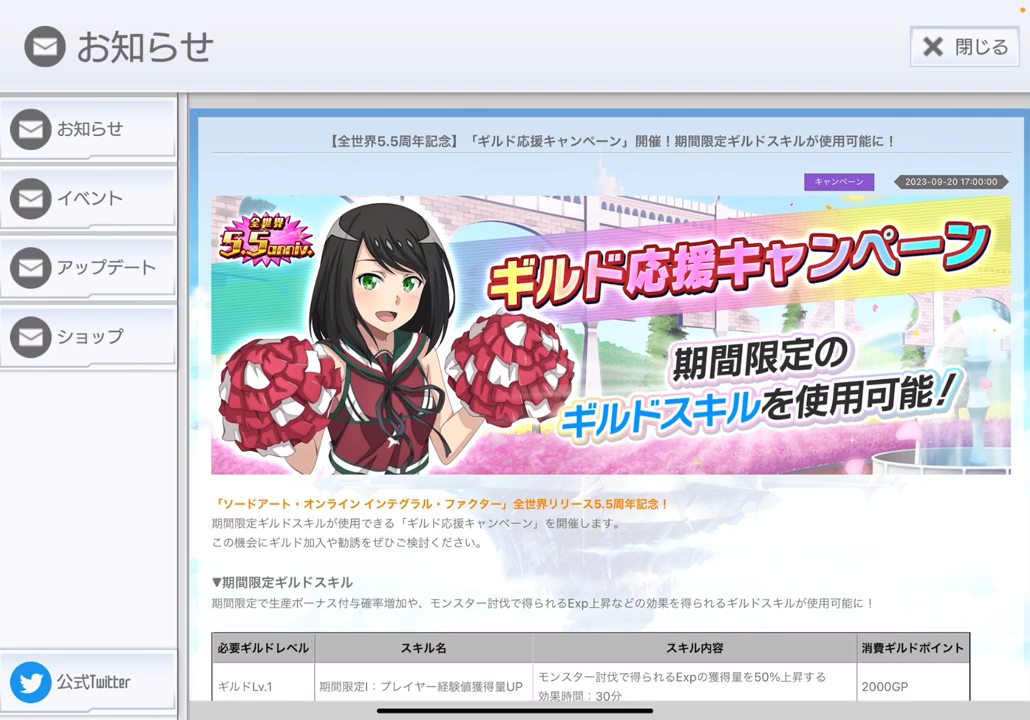 お知らせ
閉じる
お知らせ
イベント
アップデート
ショップ
公式Twitter
【全世界5.5周年記念】「ギルド応援キャンペーン」開催！期間限定ギルドスキルが使用可能に！
キャンペーン
2023-09-20 17:00:00
全世界
5.5anniv.
ギルド応援キャンペーン
期間限定の
ギルドスキルを使用可能！
「ソードアート・オンライン インテグラル・ファクター」全世界リリース5.5周年記念！
期間限定ギルドスキルが使用できる「ギルド応援キャンペーン」を開催します。
この機会にギルド加入や勧誘をぜひご検討ください。
▼期間限定ギルドスキル
期間限定で生産ボーナス付与確率増加や、モンスター討伐で得られるExp上昇などの効果を得られるギルドスキルが使用可能に！
必要ギルドレベル スキル名 スキル内容 消費ギルドポイント
ギルドLv.1 期間限定I：プレイヤー経験値獲得量UP モンスター討伐で得られるExpの獲得量を50%上昇する 2000GP
効果時間：30分